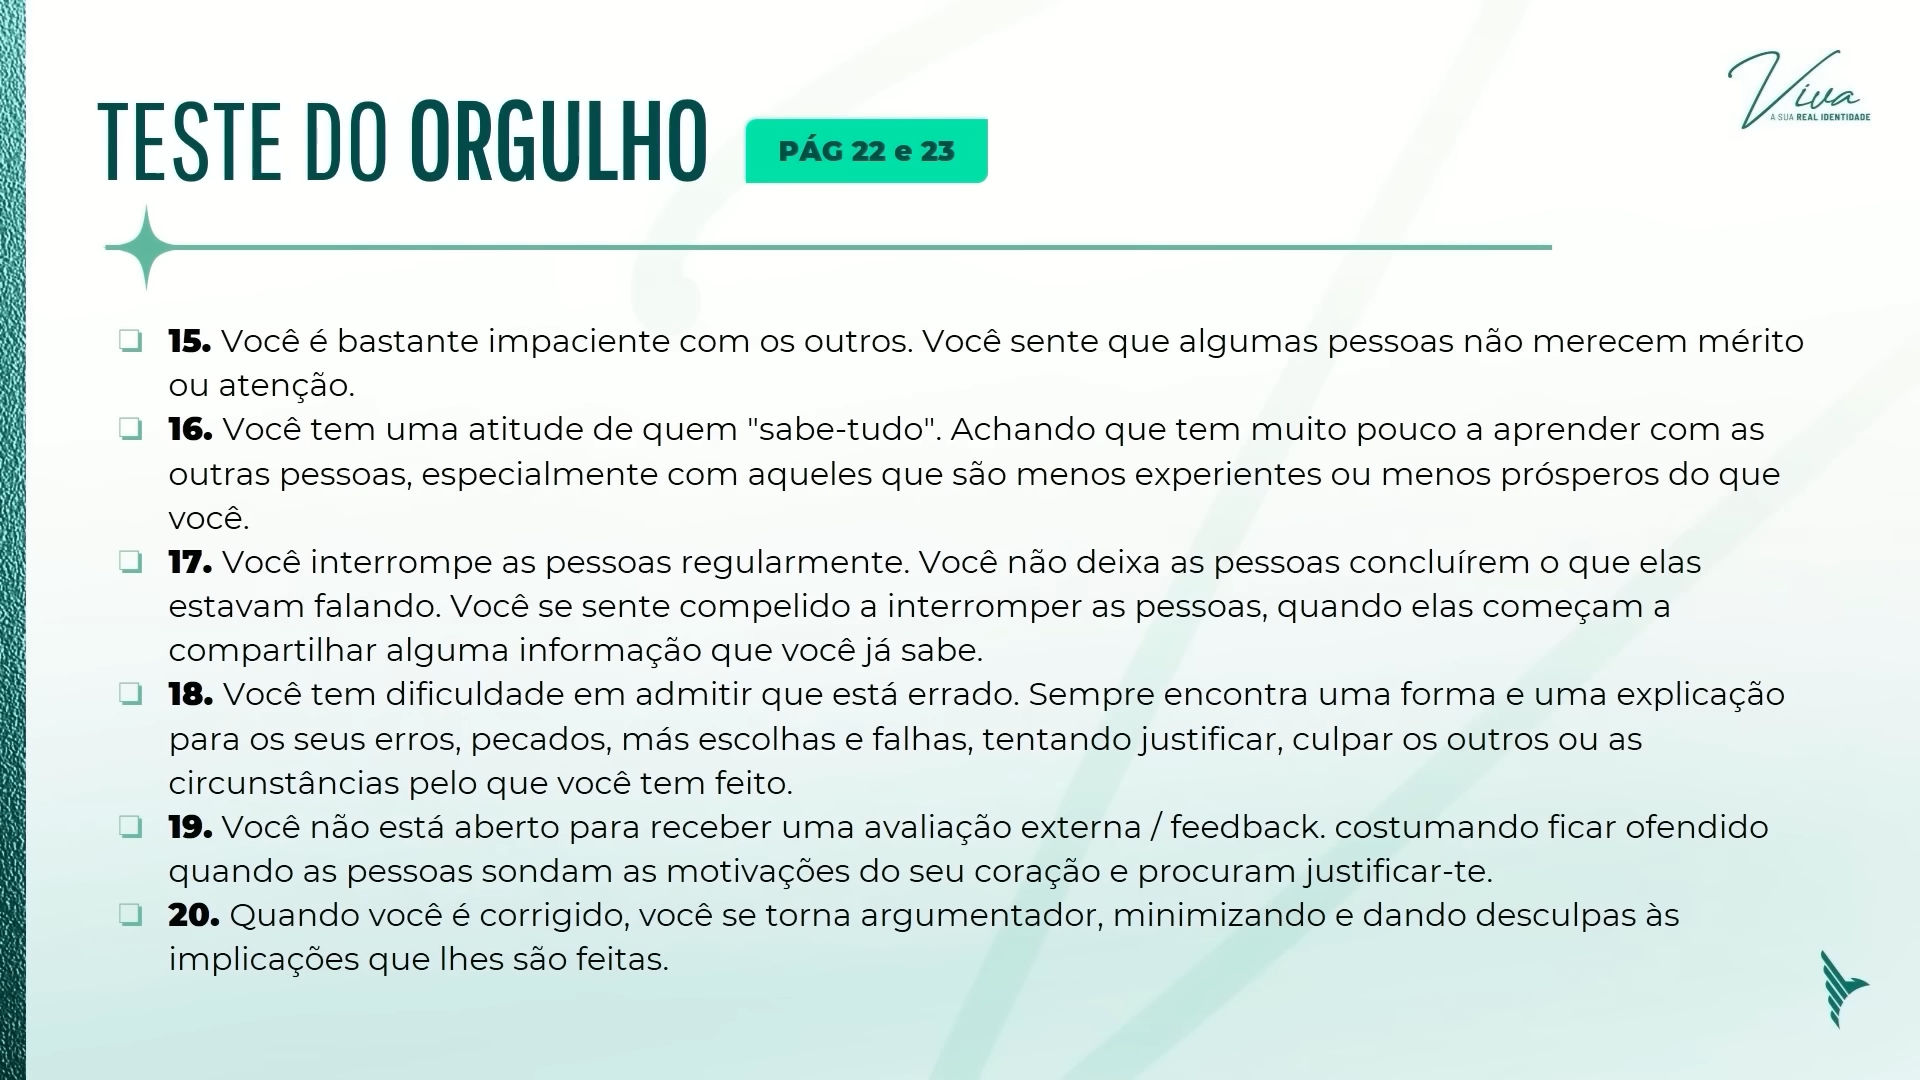 TESTE DO ORGULHO
PÁG 22 e 23
Viva
A SUA REAL IDENTIDADE
15. Você é bastante impaciente com os outros. Você sente que algumas pessoas não merecem mérito
ou atenção.
16. Você tem uma atitude de quem "sabe-tudo". Achando que tem muito pouco a aprender com as
outras pessoas, especialmente com aqueles que são menos experientes ou menos prósperos do que
você.
17. Você interrompe as pessoas regularmente. Você não deixa as pessoas concluírem o que elas
estavam falando. Você se sente compelido a interromper as pessoas, quando elas começam a
compartilhar alguma informação que você já sabe.
18. Você tem dificuldade em admitir que está errado. Sempre encontra uma forma e uma explicação
para os seus erros, pecados, más escolhas e falhas, tentando justificar, culpar os outros ou as
circunstâncias pelo que você tem feito.
19. Você não está aberto para receber uma avaliação externa / feedback. costumando ficar ofendido
quando as pessoas sondam as motivações do seu coração e procuram justificar-te.
20. Quando você é corrigido, você se torna argumentador, minimizando e dando desculpas às
implicações que lhes são feitas.